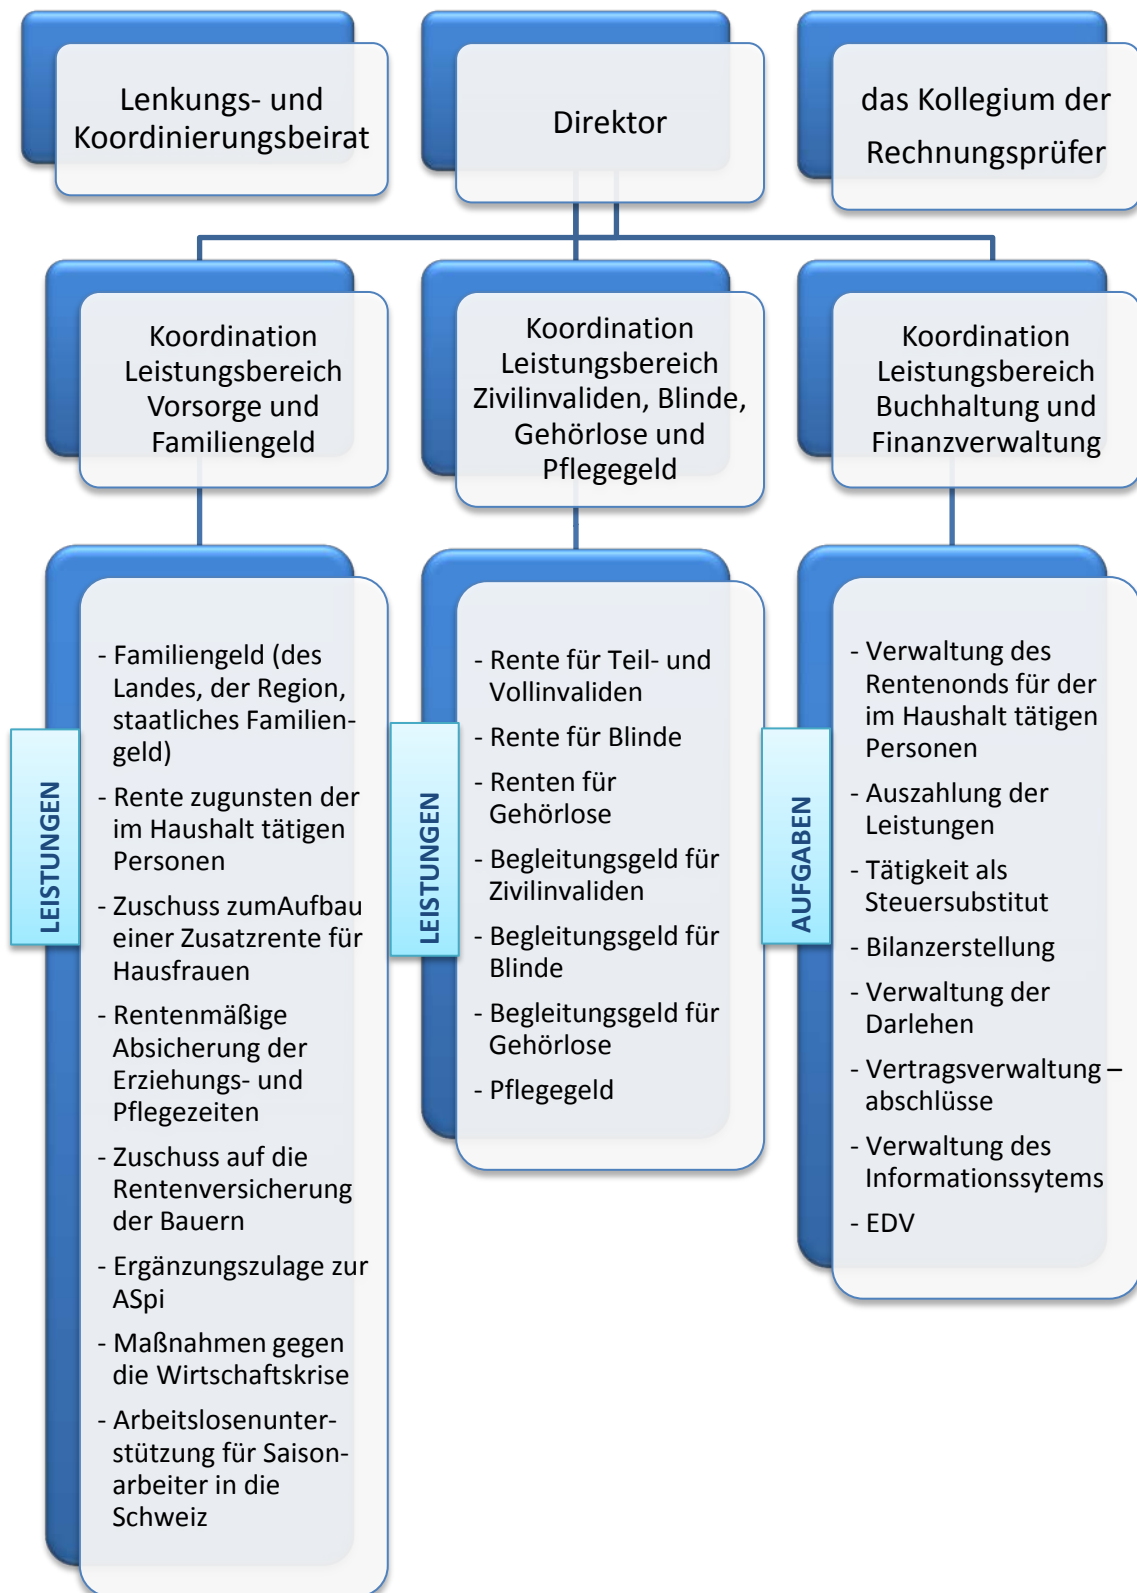 Lenkungs- und
Koordinierungsbeirat
Direktor
das Kollegium der
Rechnungsprüfer
Koordination
Leistungsbereich
Vorsorge und
Familiengeld
Koordination
Leistungsbereich
Zivilinvaliden, Blinde,
Gehörlose und
Pflegegeld
Koordination
Leistungsbereich
Buchhaltung und
Finanzverwaltung
LEISTUNGEN
- Familiengeld (des
Landes, der Region,
staatliches Familien-
geld)
- Rente zugunsten der
im Haushalt tätigen
Personen
- Zuschuss zumAufbau
einer Zusatzrente für
Hausfrauen
- Rentenmäßige
Absicherung der
Erziehungs- und
Pflegezeiten
- Zuschuss auf die
Rentenversicherung
der Bauern
- Ergänzungszulage zur
ASpi
- Maßnahmen gegen
die Wirtschaftskrise
- Arbeitslosenunter-
stützung für Saison-
arbeiter in die
Schweiz
LEISTUNGEN
- Rente für Teil- und
Vollinvaliden
- Rente für Blinde
- Renten für
Gehörlose
- Begleitungsgeld für
Zivilinvaliden
- Begleitungsgeld für
Blinde
- Begleitungsgeld für
Gehörlose
- Pflegegeld
AUFGABEN
- Verwaltung des
Rentenonds für der
im Haushalt tätigen
Personen
- Auszahlung der
Leistungen
- Tätigkeit als
Steuersubstitut
- Bilanzerstellung
- Verwaltung der
Darlehen
- Vertragsverwaltung –
abschlüsse
- Verwaltung des
Informationssytems
- EDV